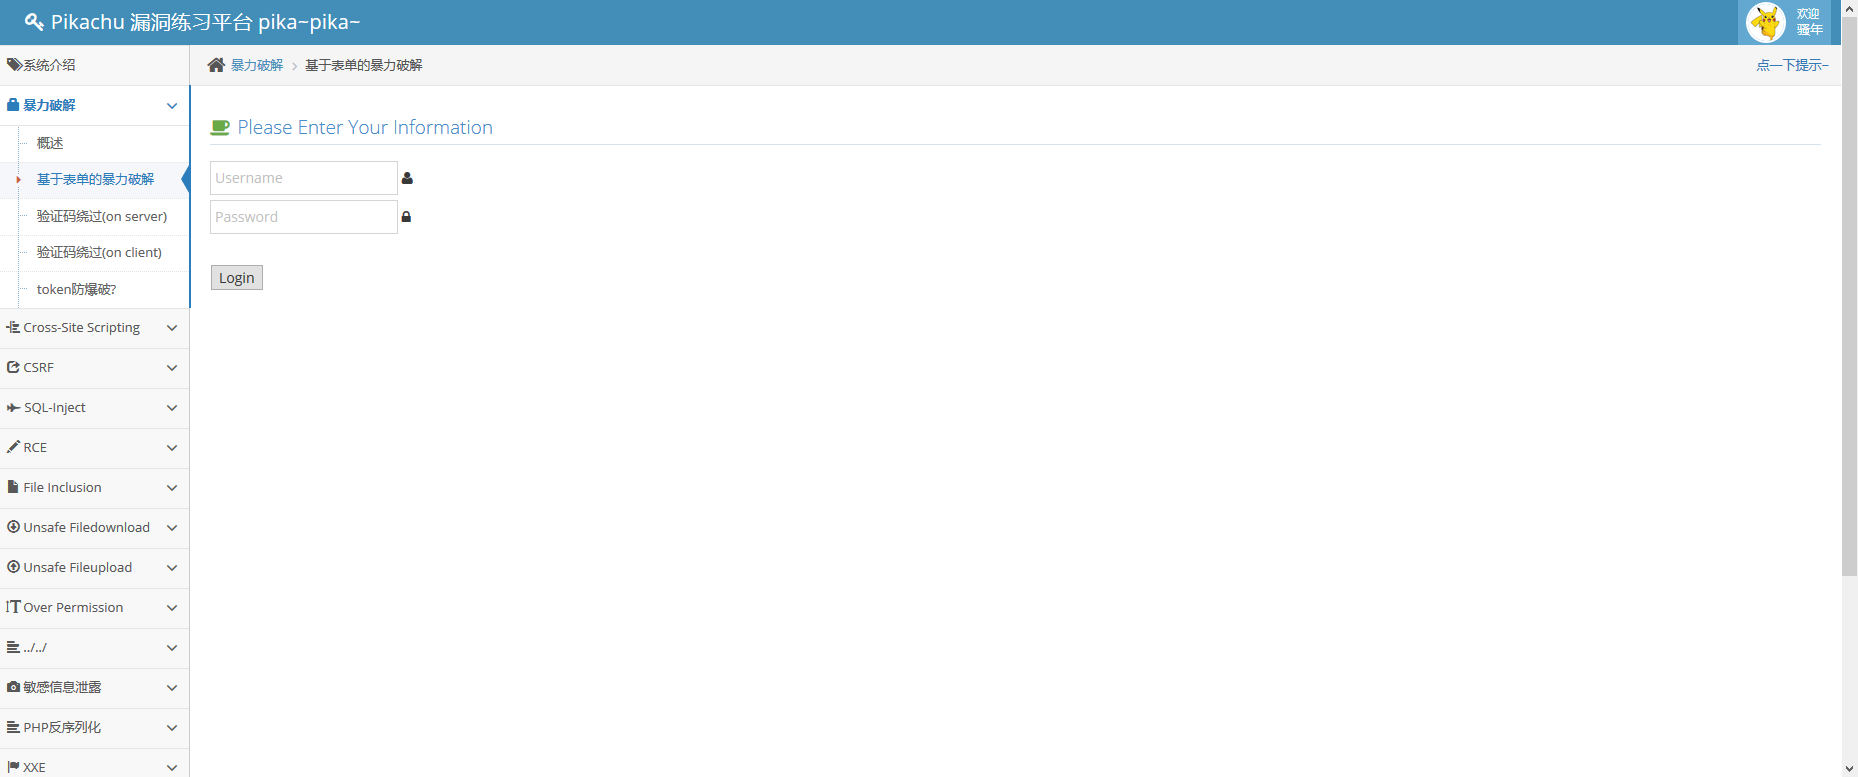 Pikachu 漏洞练习平台 pika~pika~
欢迎
骚年
系统介绍
暴力破解
概述
基于表单的暴力破解
验证码绕过(on server)
验证码绕过(on client)
token防爆破?
Cross-Site Scripting
CSRF
SQL-Inject
RCE
File Inclusion
Unsafe Filedownload
Unsafe Fileupload
Over Permission
../../
敏感信息泄露
PHP反序列化
XXE
暴力破解 > 基于表单的暴力破解
点一下提示~
Please Enter Your Information
Username
Password
Login